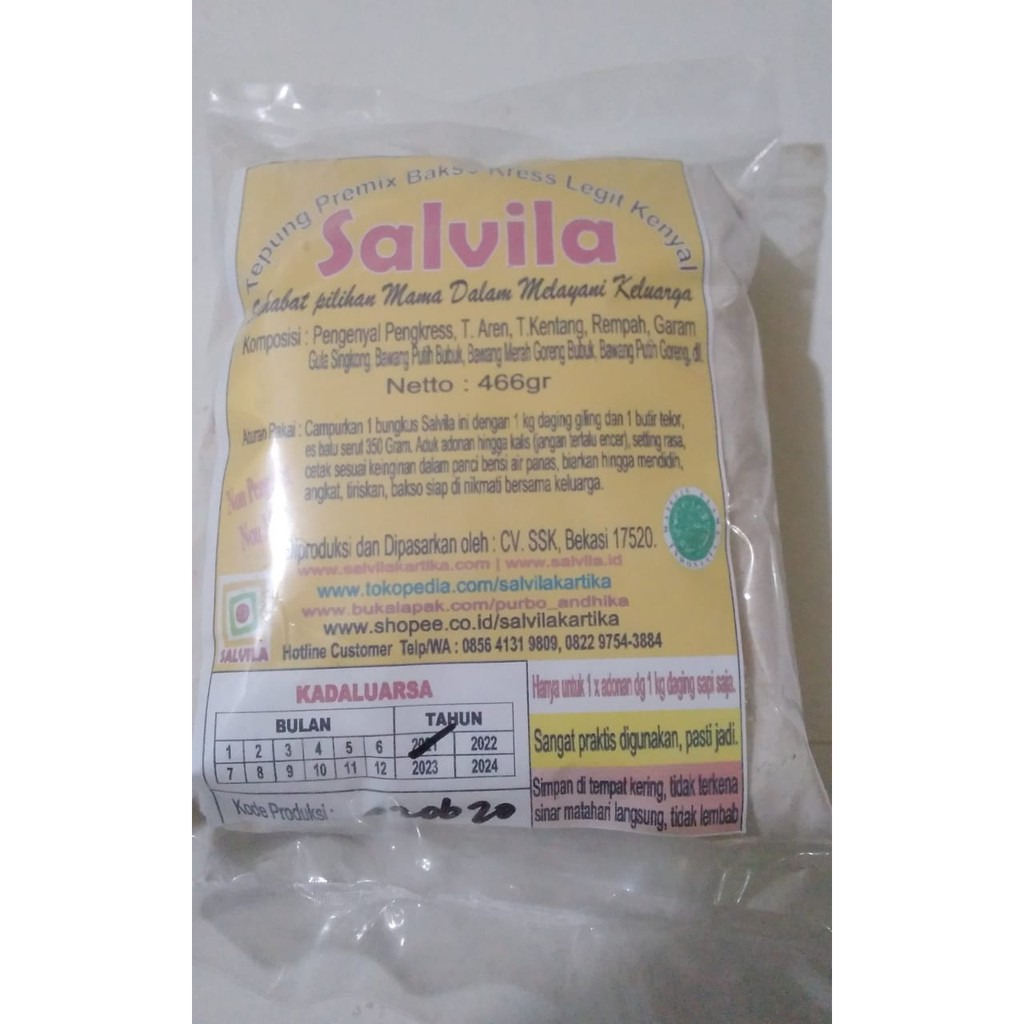 Tepung Premix Bakso Kress Legit Kenyal
Salvila
pilihan Mama Dalam Melayani Keluarga
Komposisi : Pengenyal Pengkress, T. Aren, T.Kentang, Rempah, Garam
Gula Singkong, Bawang Putih Bubuk, Bawang Merah Goreng Bubuk, Bawang Putih Goreng, dll
Netto : 466gr
Aturan Pakai : Campurkan 1 bungkus Salvila ini dengan 1 kg daging giling dan 1 butir telor,
es batu serut 350 Gram. Aduk adonan hingga kalis (jangan terlalu encer), setting rasa,
cetak sesuai keinginan dalam panci berisi air panas, biarkan hingga mendidih,
angkat, tiriskan, bakso siap di nikmati bersama keluarga.
Non
Non
Diproduksi dan Dipasarkan oleh : CV. SSK, Bekasi 17520.
www.salvilakartika.com | www.salvila.id
www.tokopedia.com/salvilakartika
www.bukalapak.com/purbo_andhika
www.shopee.co.id/salvilakartika
SALVILA
Hotline Customer Telp/WA : 0856 4131 9809, 0822 9754-3884
KADALUARSA
BULAN TAHUN
1 2 3 4 5 6 2021 2022
7 8 9 10 11 12 2023 2024
Kode Produksi :
Hanya untuk 1 x adonan dg 1 kg daging sapi saja.
Sangat praktis digunakan, pasti jadi.
Simpan di tempat kering, tidak terkena
sinar matahari langsung, tidak lembab